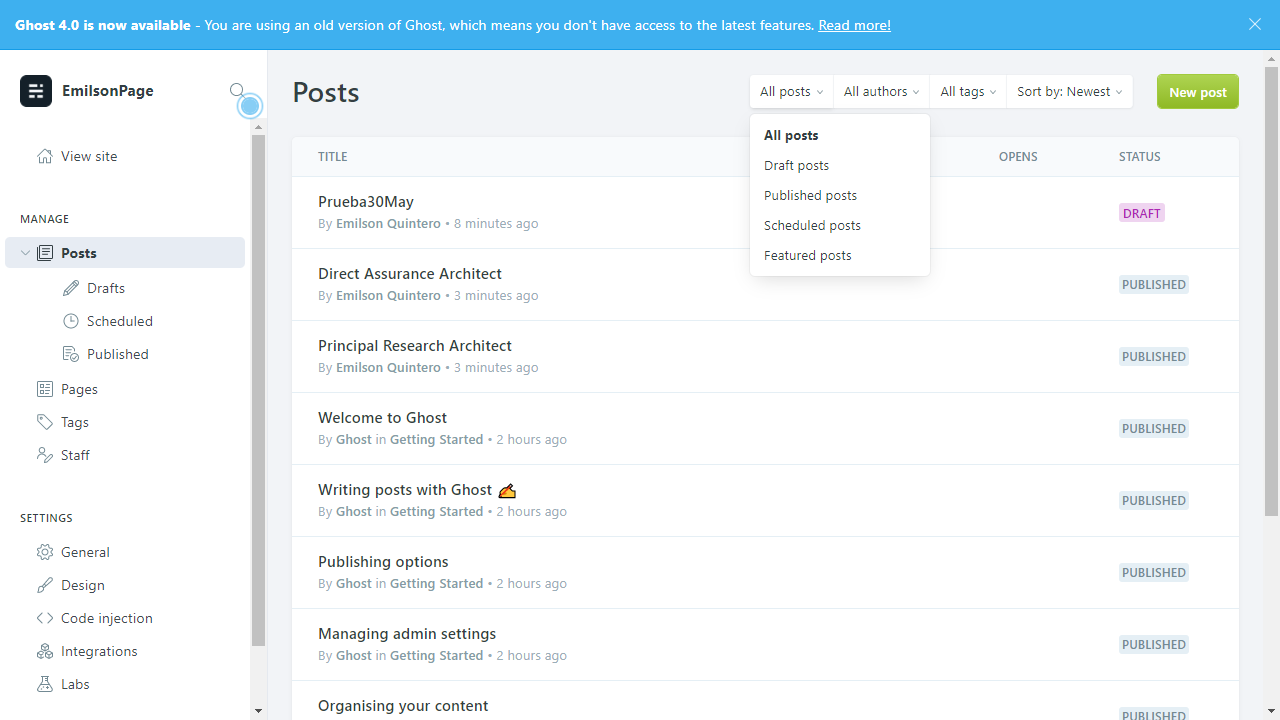 Ghost 4.0 is now available - You are using an old version of Ghost, which means you don't have access to the latest features. Read more!
EmilsonPage
View site
MANAGE
Posts
Drafts
Scheduled
Published
Pages
Tags
Staff
SETTINGS
General
Design
Code injection
Integrations
Labs
Posts
All posts
All authors
All tags
Sort by: Newest
New post
All posts
Draft posts
Published posts
Scheduled posts
Featured posts
TITLE
OPENS
STATUS
Prueba30May
By Emilson Quintero • 8 minutes ago
DRAFT
Direct Assurance Architect
By Emilson Quintero • 3 minutes ago
PUBLISHED
Principal Research Architect
By Emilson Quintero • 3 minutes ago
PUBLISHED
Welcome to Ghost
By Ghost in Getting Started • 2 hours ago
PUBLISHED
Writing posts with Ghost ✍
By Ghost in Getting Started • 2 hours ago
PUBLISHED
Publishing options
By Ghost in Getting Started • 2 hours ago
PUBLISHED
Managing admin settings
By Ghost in Getting Started • 2 hours ago
PUBLISHED
Organising your content
PUBLISHED